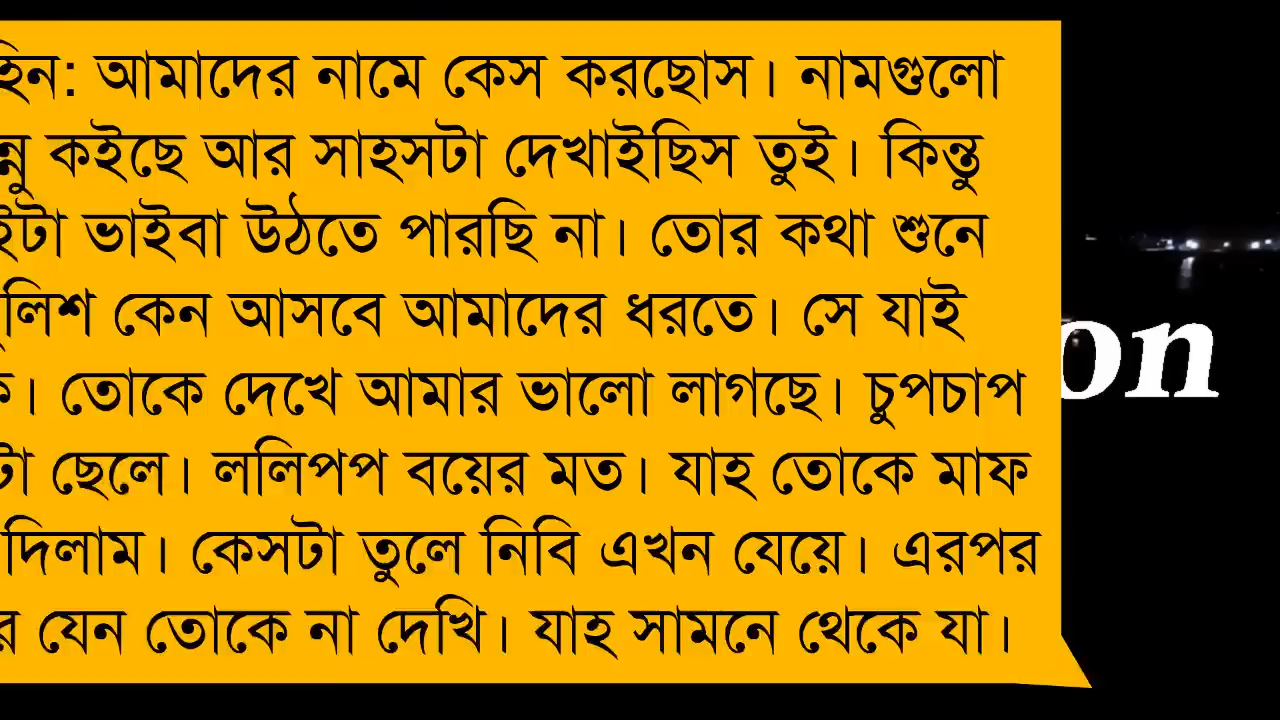 হিন: আমাদের নামে কেস করছোস। নামগুলো
ন্নু কইছে আর সাহসটা দেখাইছিস তুই। কিন্তু
ইটা ভাইবা উঠতে পারছি না। তোর কথা শুনে
লিশ কেন আসবে আমাদের ধরতে। সে যাই
ক। তোকে দেখে আমার ভালো লাগছে। চুপচাপ
টা ছেলে। ললিপপ বয়ের মত। যাহ তোকে মাফ
দিলাম। কেসটা তুলে নিবি এখন যেয়ে। এরপর
র যেন তোকে না দেখি। যাহ সামনে থেকে যা।
on